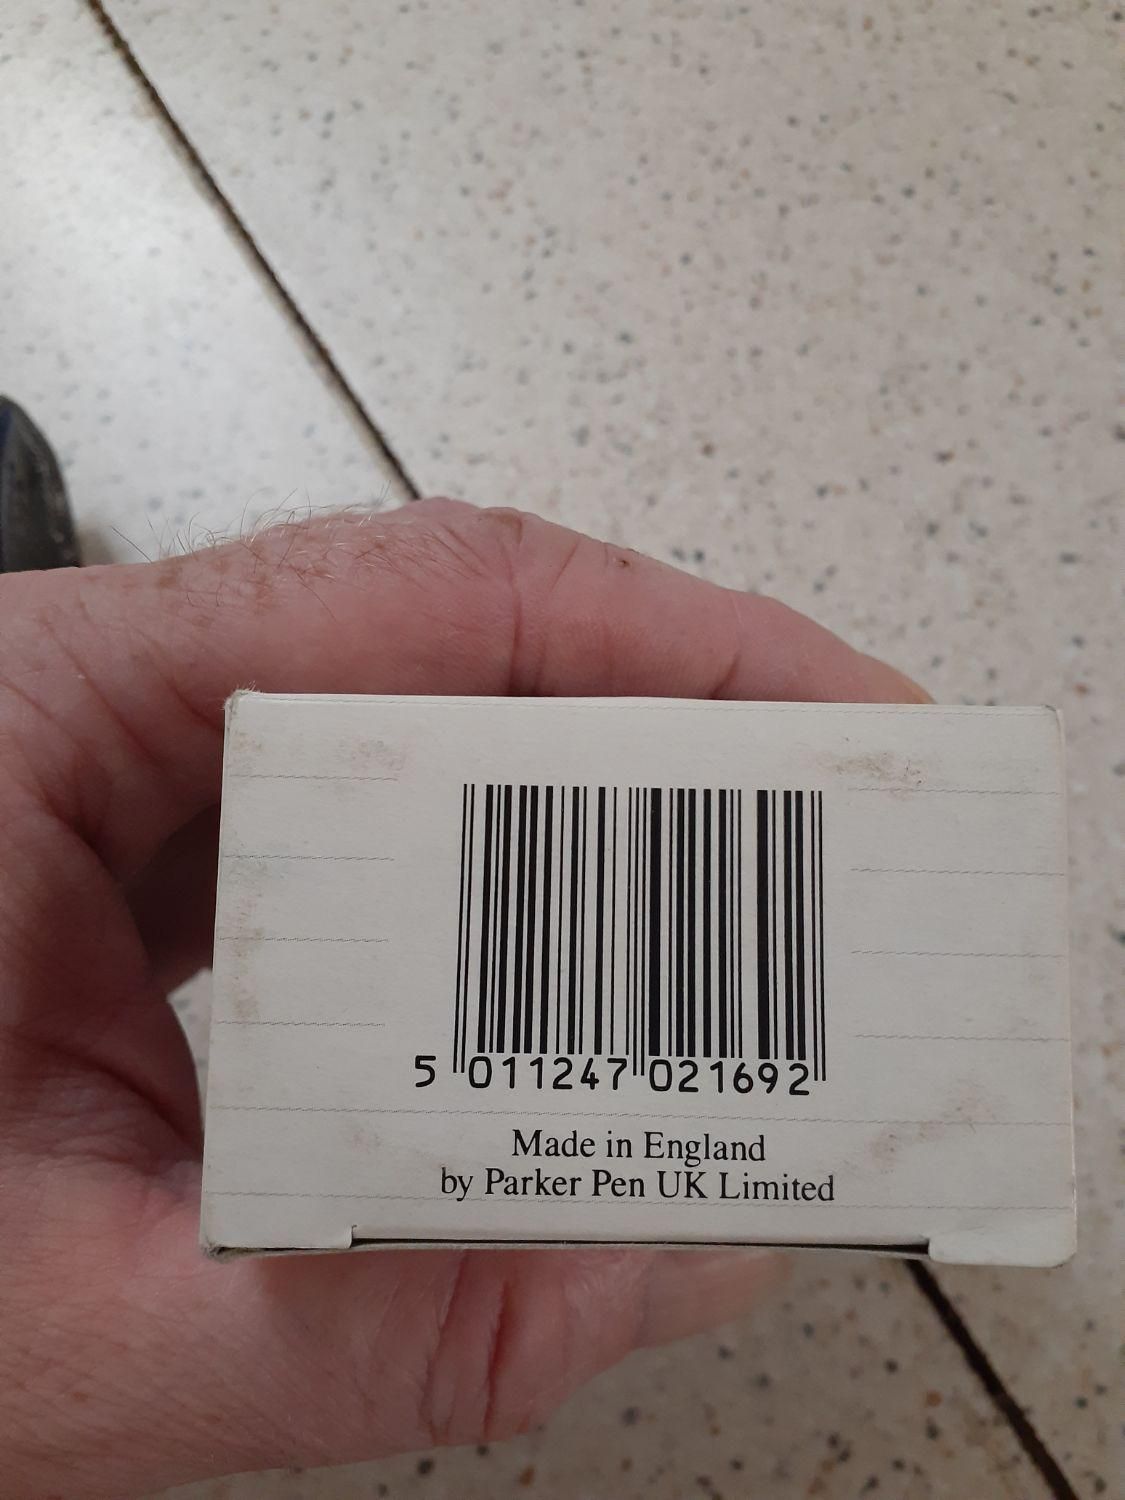 5 011247 021692
Made in England
by Parker Pen UK Limited